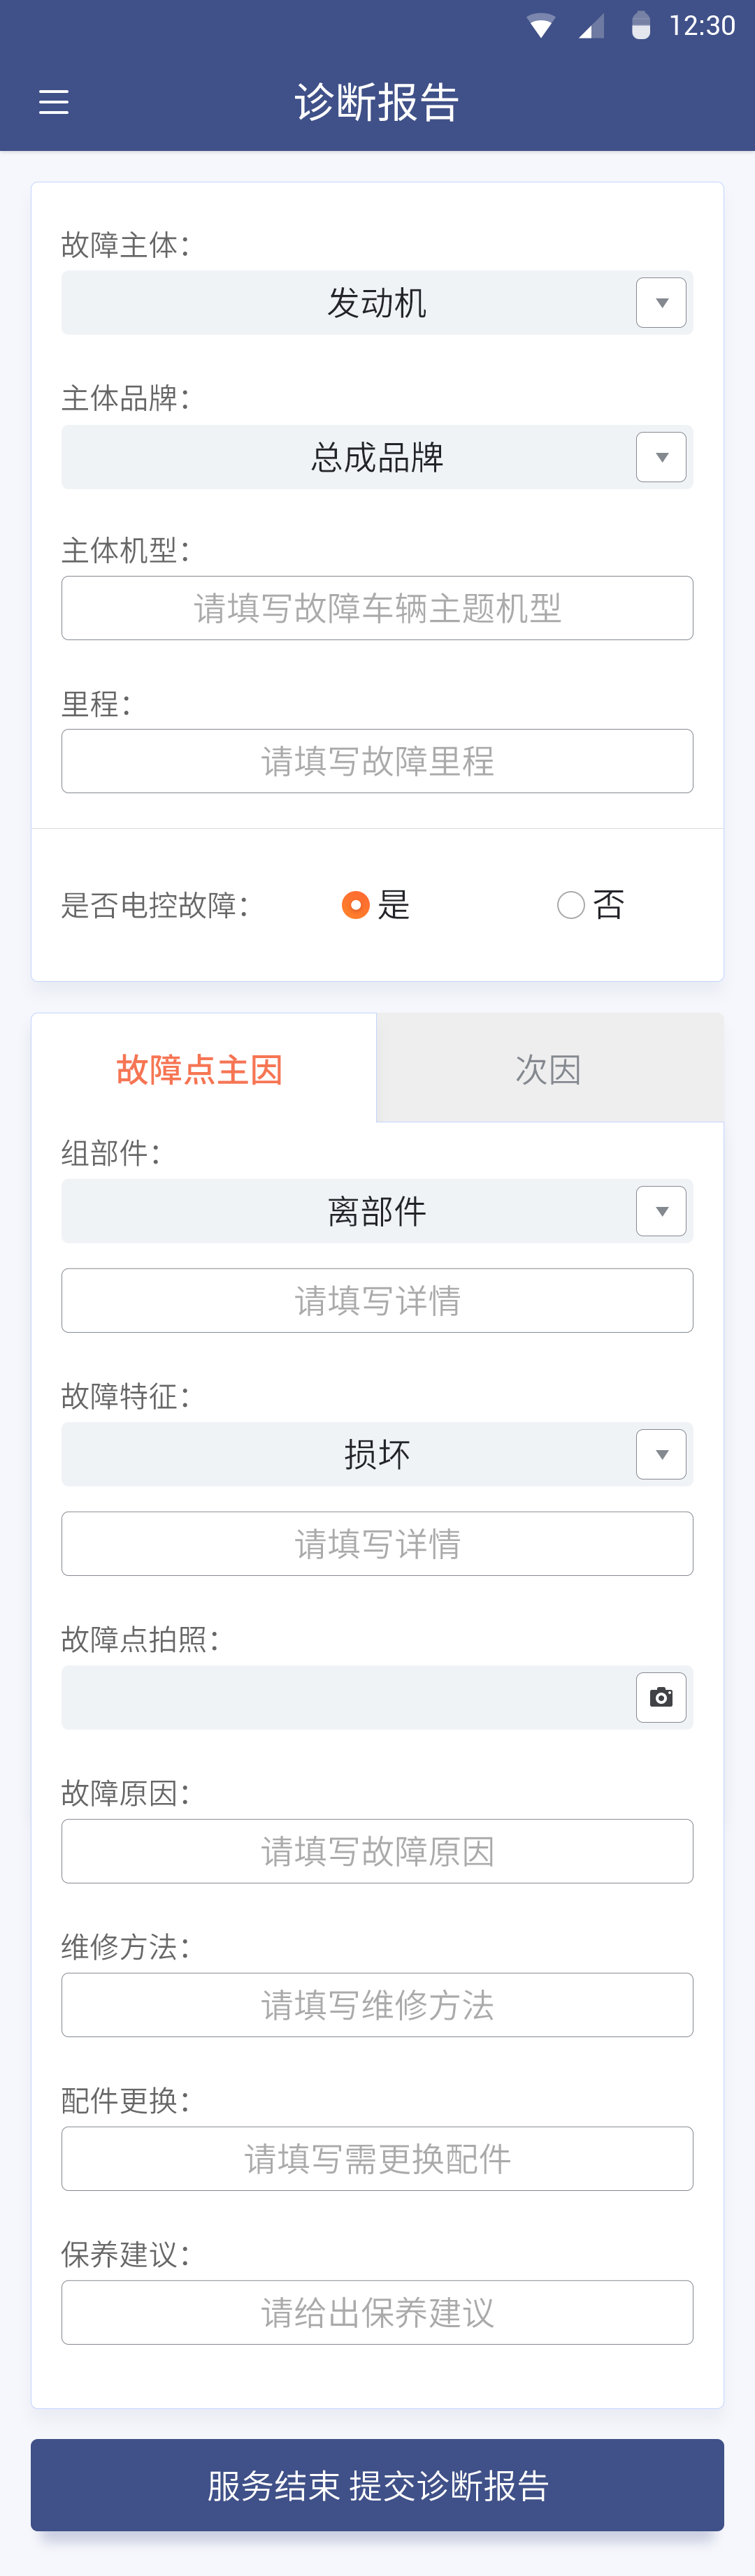 12:30
诊断报告
故障主体：
发动机
主体品牌：
总成品牌
主体机型：
请填写故障车辆主题机型
里程：
请填写故障里程
是否电控故障： 是 否
故障点主因 次因
组部件：
离部件
请填写详情
故障特征：
损坏
请填写详情
故障点拍照：
故障原因：
请填写故障原因
维修方法：
请填写维修方法
配件更换：
请填写需更换配件
保养建议：
请给出保养建议
服务结束 提交诊断报告